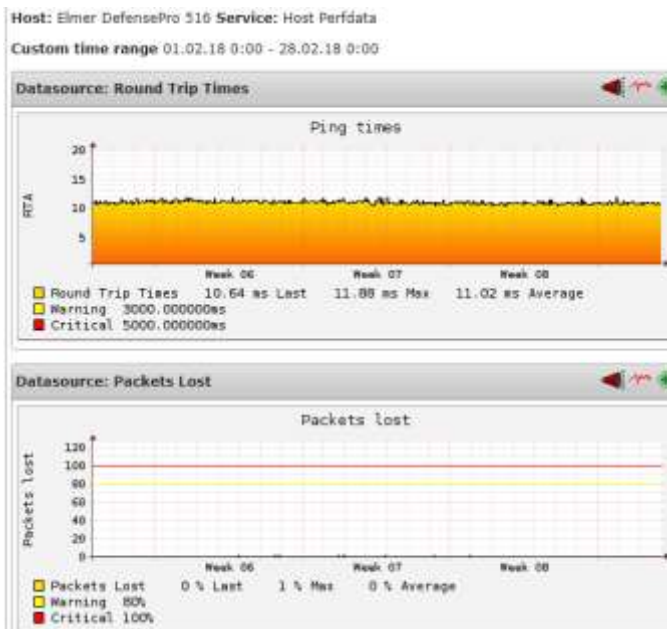 Host: Elmer DefensePro 516 Service: Host Perfdata
Custom time range 01.02.18 0:00 - 28.02.18 0:00
Datasource: Round Trip Times
Ping times
20
15
10
5
RTA
Week 06 Week 07 Week 08
Round Trip Times 10.64 ms Last 11.88 ms Max 11.02 ms Average
Warning 3000.000000ms
Critical 5000.000000ms
Datasource: Packets Lost
Packets lost
120
100
80
60
40
20
0
Packets lost
Week 06 Week 07 Week 08
Packets Lost 0 % Last 1 % Max 0 % Average
Warning 80%
Critical 100%